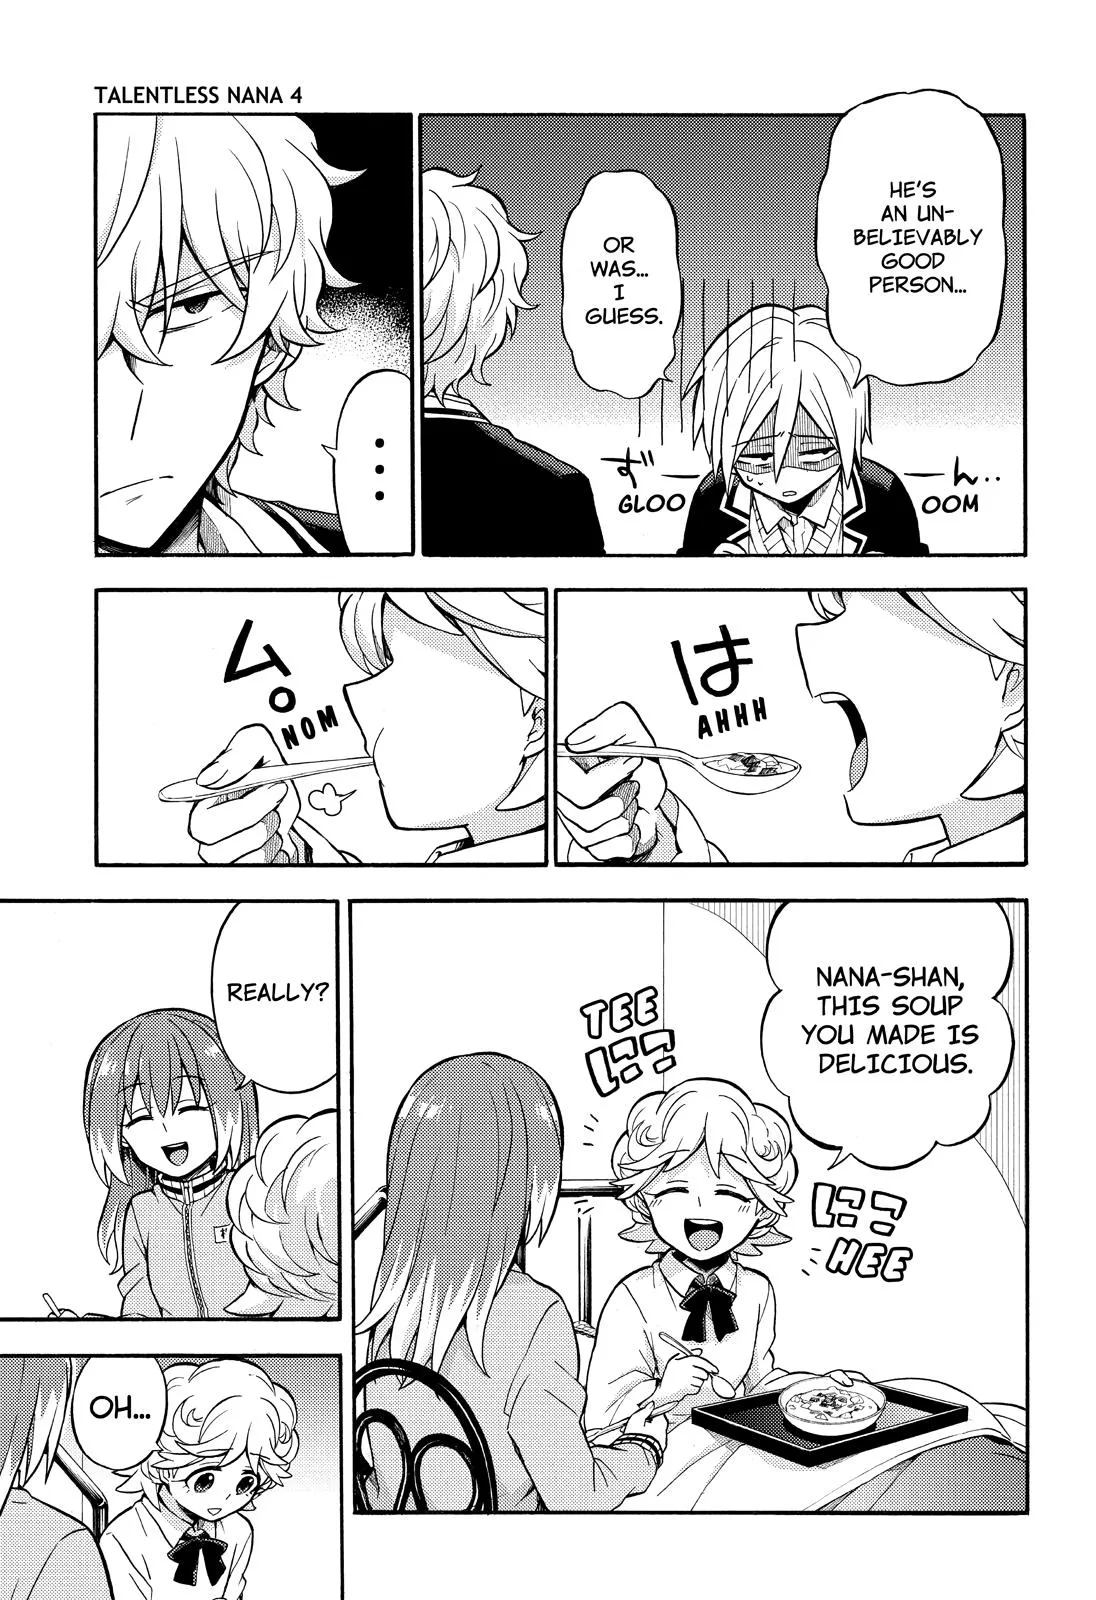 TALENTLESS NANA 4
HE'S
AN UN-
BELIEVABLY
GOOD
PERSON...
OR
WAS...
I
GUESS.
ず
GLOO
ん..
OOM
...
は
AHHH
ム。
NOM
NANA-SHAN,
THIS SOUP
YOU MADE IS
DELICIOUS.
TEE
にこ
にこ
HEE
REALLY?
OH...